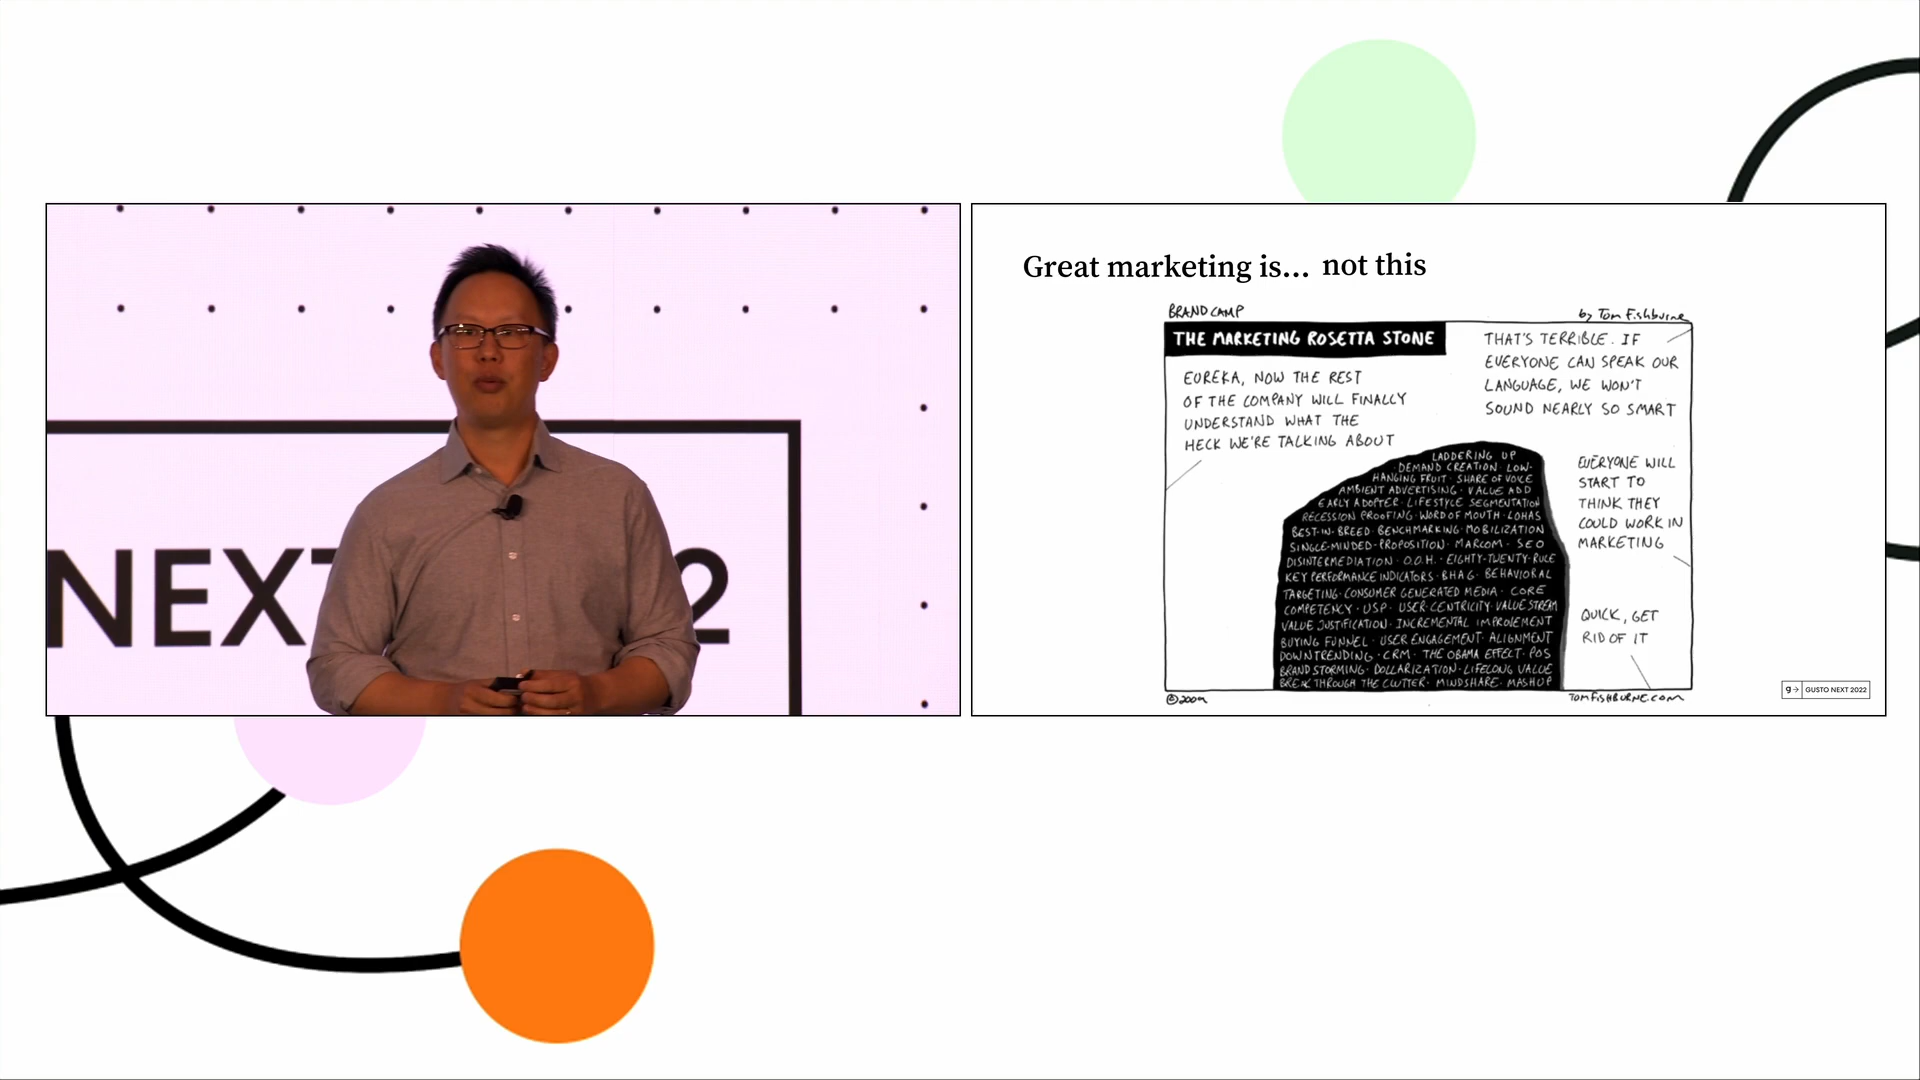 NEXT 2
Great marketing is... not this
BRAND CAMP
by Tom Fishburne
THE MARKETING ROSETTA STONE
EUREKA, NOW THE REST
OF THE COMPANY WILL FINALLY
UNDERSTAND WHAT THE
HECK WE'RE TALKING ABOUT
THAT'S TERRIBLE. IF
EVERYONE CAN SPEAK OUR
LANGUAGE, WE WON'T
SOUND NEARLY SO SMART
LADDERING UP
· DEMAND CREATION · LOW-
HANGING FRUIT · SHARE OF VOICE
AMBIENT ADVERTISING · VALUE ADD
EARLY ADOPTER · LIFESTYLE SEGMENTATION
RECESSION PROOFING · WORD OF MOUTH · LOHAS
BEST-IN-BREED · BENCHMARKING · MOBILIZATION
SINGLE-MINDED-PROPOSITION · MARCOM · SEO
DISINTERMEDIATION · O.O.H. · EIGHTY-TWENTY-RULE
KEY PERFORMANCE INDICATORS · BHAG · BEHAVIORAL
TARGETING · CONSUMER GENERATED MEDIA · CORE
COMPETENCY · USP · USER-CENTRICITY · VALUE STREAM
VALUE JUSTIFICATION · INCREMENTAL IMPROVEMENT
BUYING FUNNEL · USER ENGAGEMENT · ALIGNMENT
DOWNTRENDING · CRM · THE OBAMA EFFECT · POS
BRAND STORMING · DOLLARIZATION · LIFELONG VALUE
BREAK THROUGH THE CLUTTER · MINDSHARE · MASHUP
EVERYONE WILL
START TO
THINK THEY
COULD WORK IN
MARKETING
QUICK, GET
RID OF IT
©2009
TOMFISHBURNE.COM
g→ GUSTO NEXT 2022